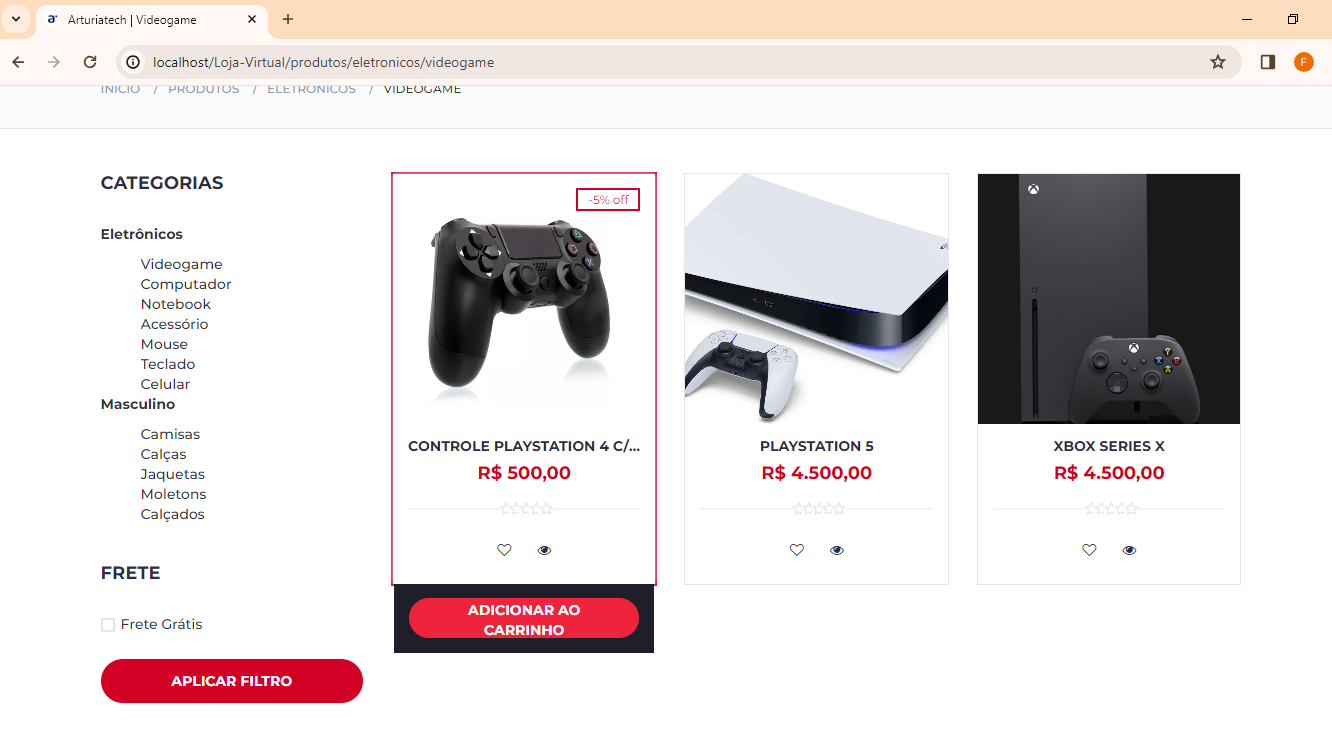 Arturiatech | Videogame
localhost/Loja-Virtual/produtos/eletronicos/videogame
F
INÍCIO / PRODUTOS / ELETRÔNICOS / VIDEOGAME
CATEGORIAS
Eletrônicos
Videogame
Computador
Notebook
Acessório
Mouse
Teclado
Celular
Masculino
Camisas
Calças
Jaquetas
Moletons
Calçados
FRETE
Frete Grátis
APLICAR FILTRO
-5% off
CONTROLE PLAYSTATION 4 C/...
R$ 500,00
ADICIONAR AO
CARRINHO
PLAYSTATION 5
R$ 4.500,00
XBOX SERIES X
R$ 4.500,00